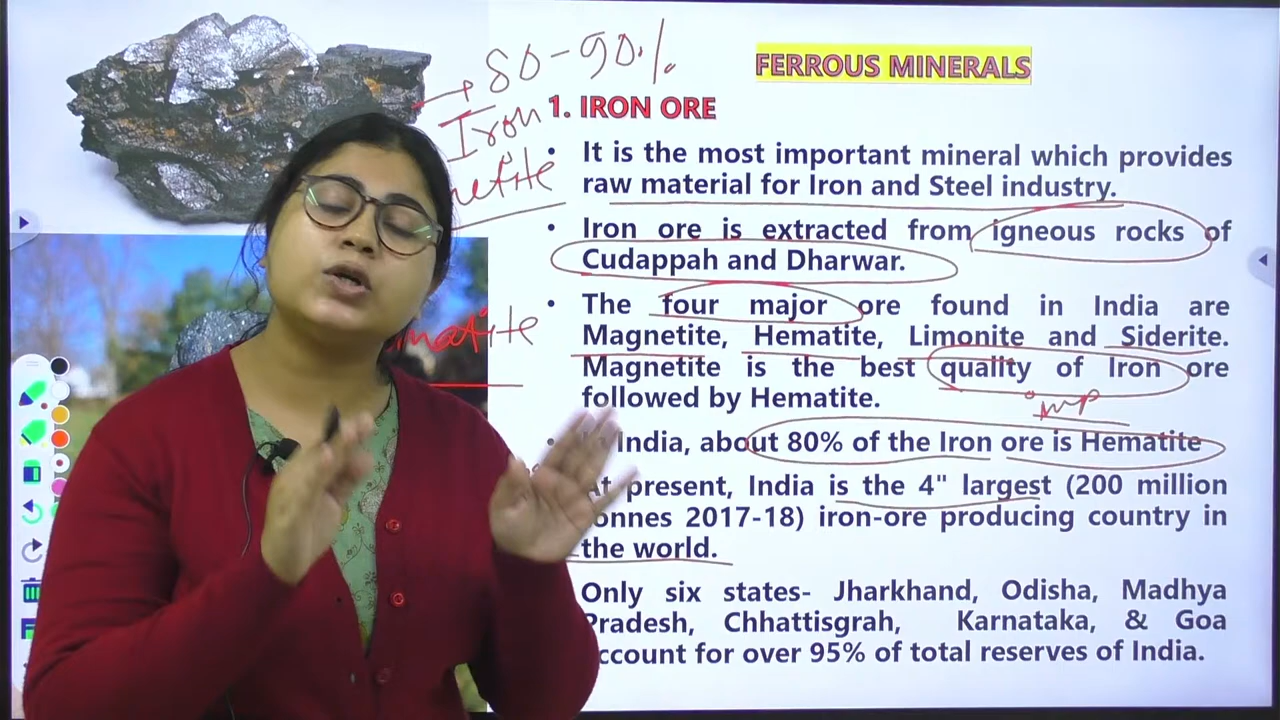 80-90%
Iron
FERROUS MINERALS
1. IRON ORE
• It is the most important mineral which provides
raw material for Iron and Steel industry.
• Iron ore is extracted from igneous rocks of
Cudappah and Dharwar.
• The four major ore found in India are
Magnetite, Hematite, Limonite and Siderite.
Magnetite is the best quality of Iron ore
followed by Hematite.
imp
India, about 80% of the Iron ore is Hematite
At present, India is the 4" largest (200 million
onnes 2017-18) iron-ore producing country in
the world.
Only six states- Jharkhand, Odisha, Madhya
Pradesh, Chhattisgrah, Karnataka, & Goa
ccount for over 95% of total reserves of India.